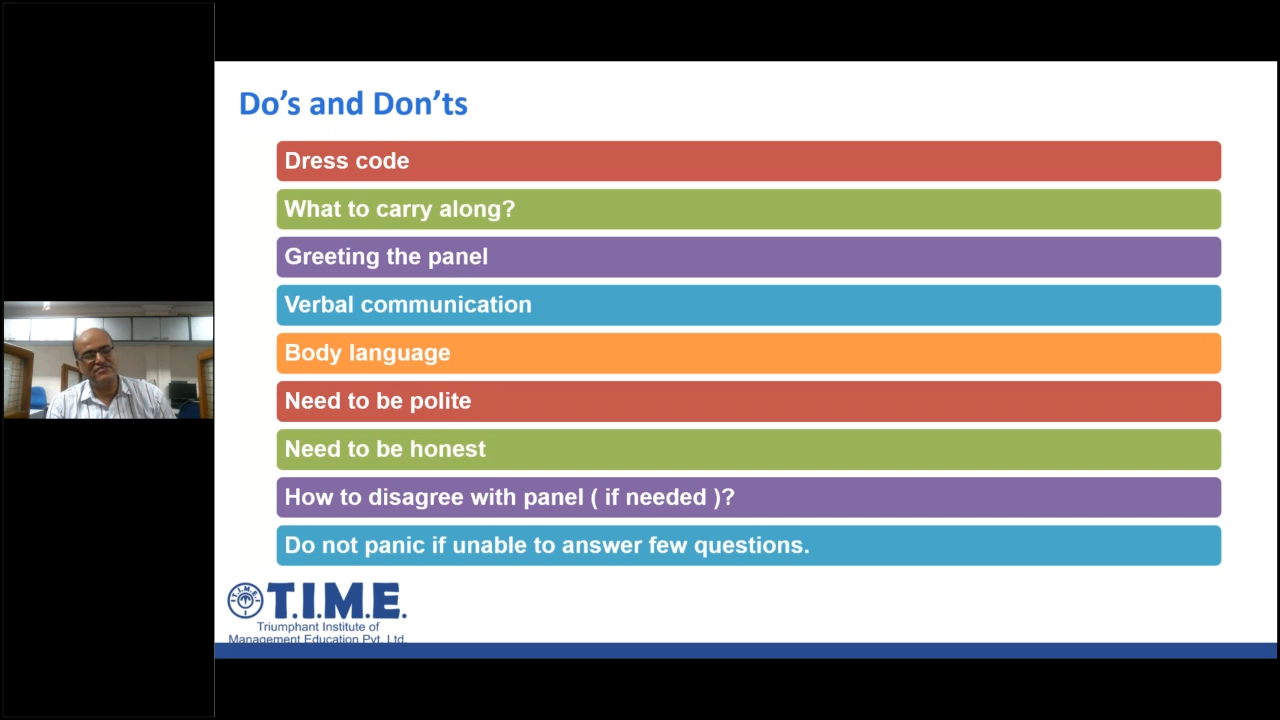 Do’s and Don’ts
Dress code
What to carry along?
Greeting the panel
Verbal communication
Body language
Need to be polite
Need to be honest
How to disagree with panel ( if needed )?
Do not panic if unable to answer few questions.
T.I.M.E.
T.I.M.E.
Triumphant Institute of
Management Education Pvt. Ltd.